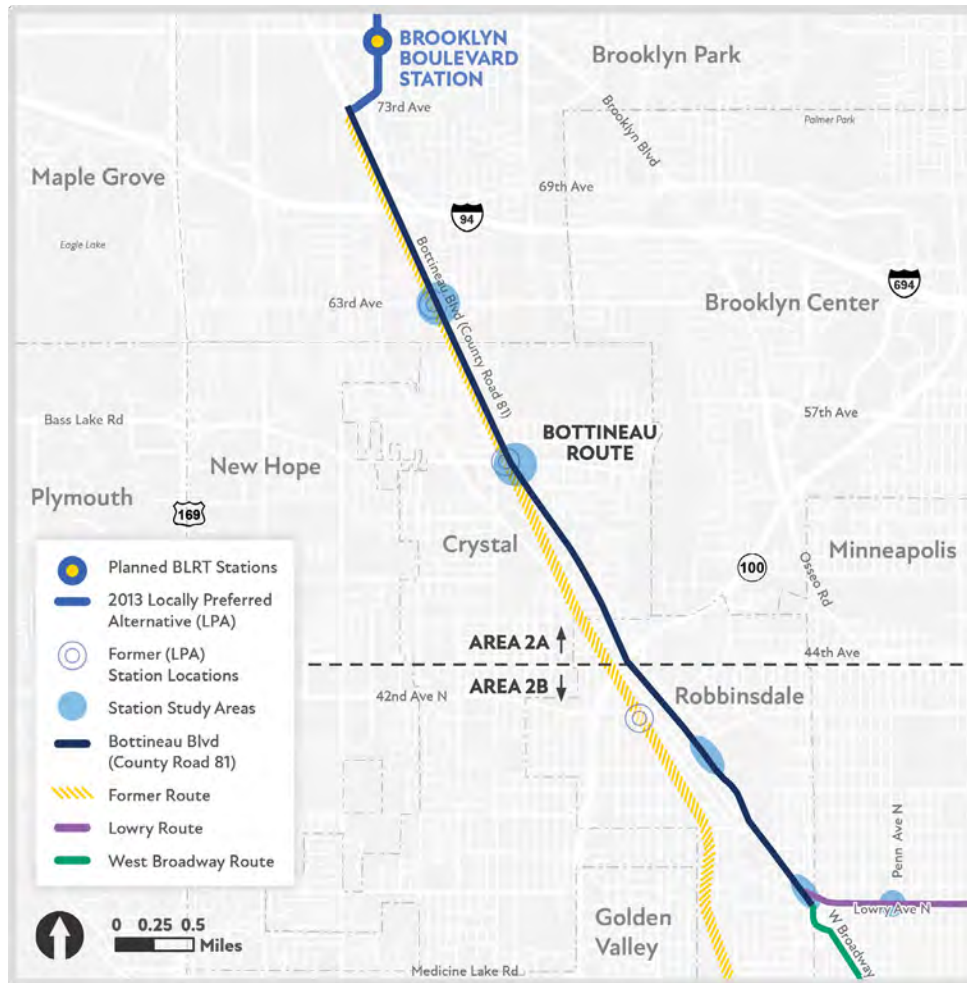 BROOKLYN
BOULEVARD
STATION
Brooklyn Park
73rd Ave
Brooklyn Blvd
Palmer Park
Maple Grove
69th Ave
94
Eagle Lake
Bottineau Blvd (County Road 81)
63rd Ave
694
Brooklyn Center
Bass Lake Rd
57th Ave
BOTTINEAU
ROUTE
New Hope
Plymouth
169
Crystal
100
Osseo Rd
Minneapolis
Planned BLRT Stations
2013 Locally Preferred
Alternative (LPA)
Former (LPA)
Station Locations
Station Study Areas
Bottineau Blvd
(County Road 81)
Former Route
Lowry Route
West Broadway Route
AREA 2A
44th Ave
AREA 2B
42nd Ave N
Robbinsdale
Penn Ave N
Lowry Ave N
W Broadway
Golden
Valley
0 0.25 0.5
Miles
Medicine Lake Rd